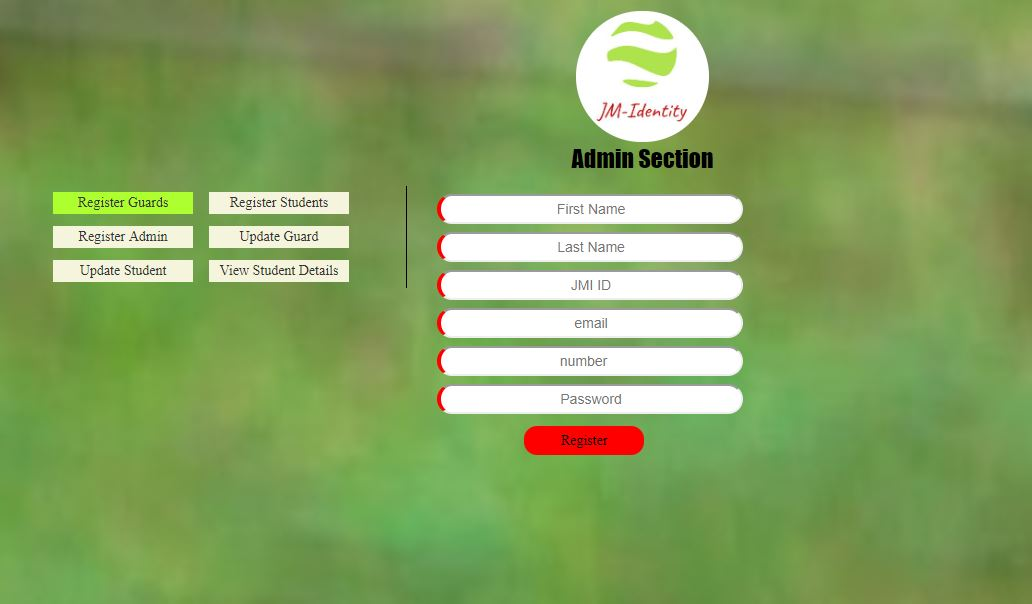 JM-Identity
Admin Section
Register Guards
Register Students
Register Admin
Update Guard
Update Student
View Student Details
First Name
Last Name
JMI ID
email
number
Password
Register